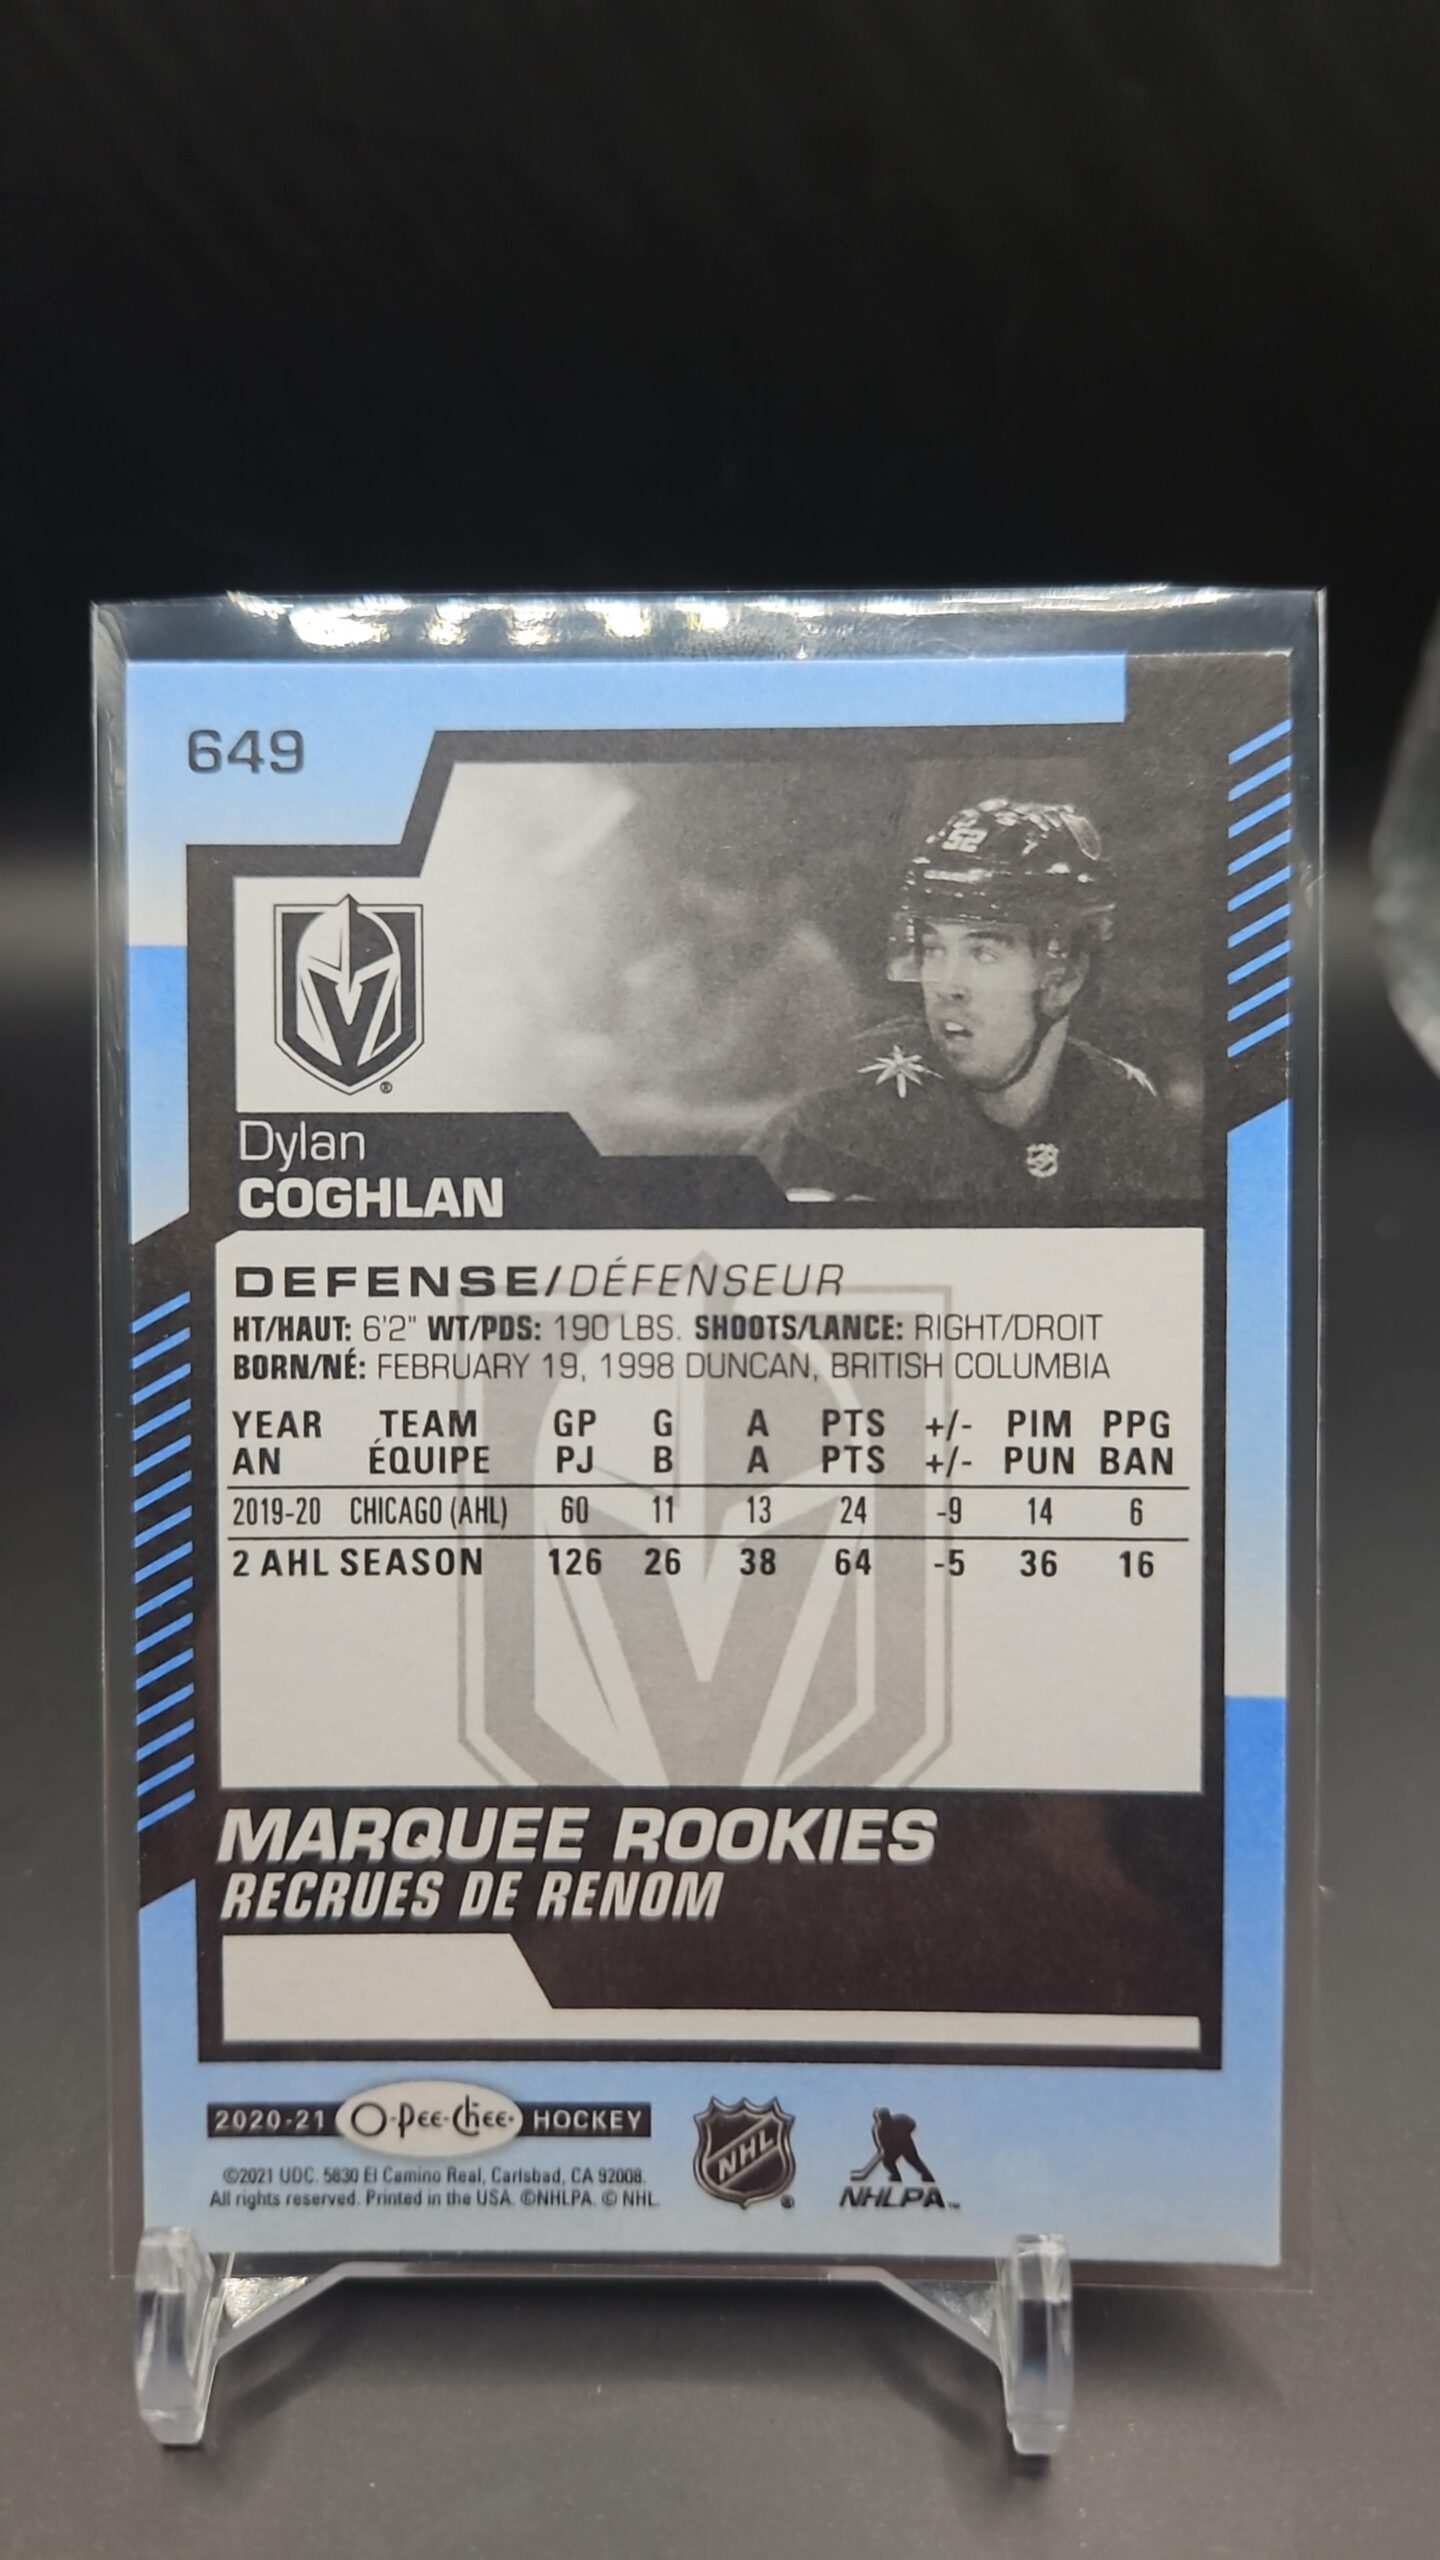 649
52
Dylan
COGHLAN
DEFENSE/DÉFENSEUR
HT/HAUT: 6'2" WT/PDS: 190 LBS. SHOOTS/LANCE: RIGHT/DROIT
BORN/NÉ: FEBRUARY 19, 1998 DUNCAN, BRITISH COLUMBIA
YEAR TEAM GP G A PTS +/- PIM PPG
AN ÉQUIPE PJ B A PTS +/- PUN BAN
2019-20 CHICAGO (AHL) 60 11 13 24 -9 14 6
2 AHL SEASON 126 26 38 64 -5 36 16
MARQUEE ROOKIES
RECRUES DE RENOM
2020-21 O-Pee-Chee HOCKEY
©2021 UDC. 5830 El Camino Real, Carlsbad, CA 92008.
All rights reserved. Printed in the USA. ©NHLPA. © NHL.
NHL ®
NHLPA™